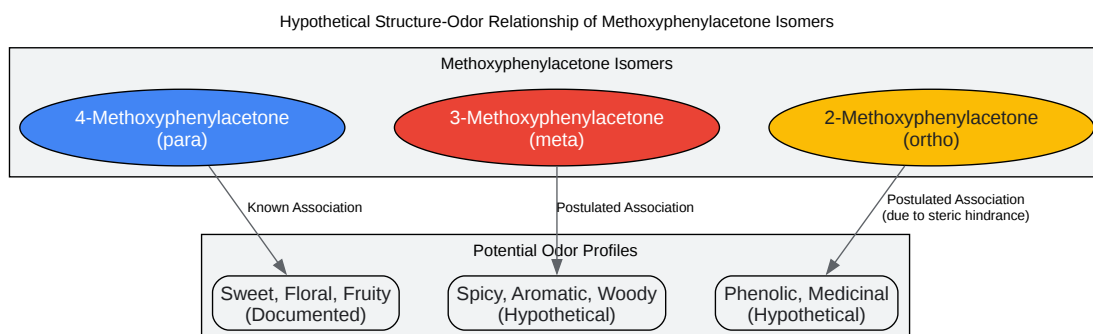 Hypothetical Structure-Odor Relationship of Methoxyphenylacetone Isomers
Methoxyphenylacetone Isomers
4-Methoxyphenylacetone
(para)
3-Methoxyphenylacetone
(meta)
2-Methoxyphenylacetone
(ortho)
Known Association
Postulated Association
Postulated Association
(due to steric hindrance)
Potential Odor Profiles
Sweet, Floral, Fruity
(Documented)
Spicy, Aromatic, Woody
(Hypothetical)
Phenolic, Medicinal
(Hypothetical)